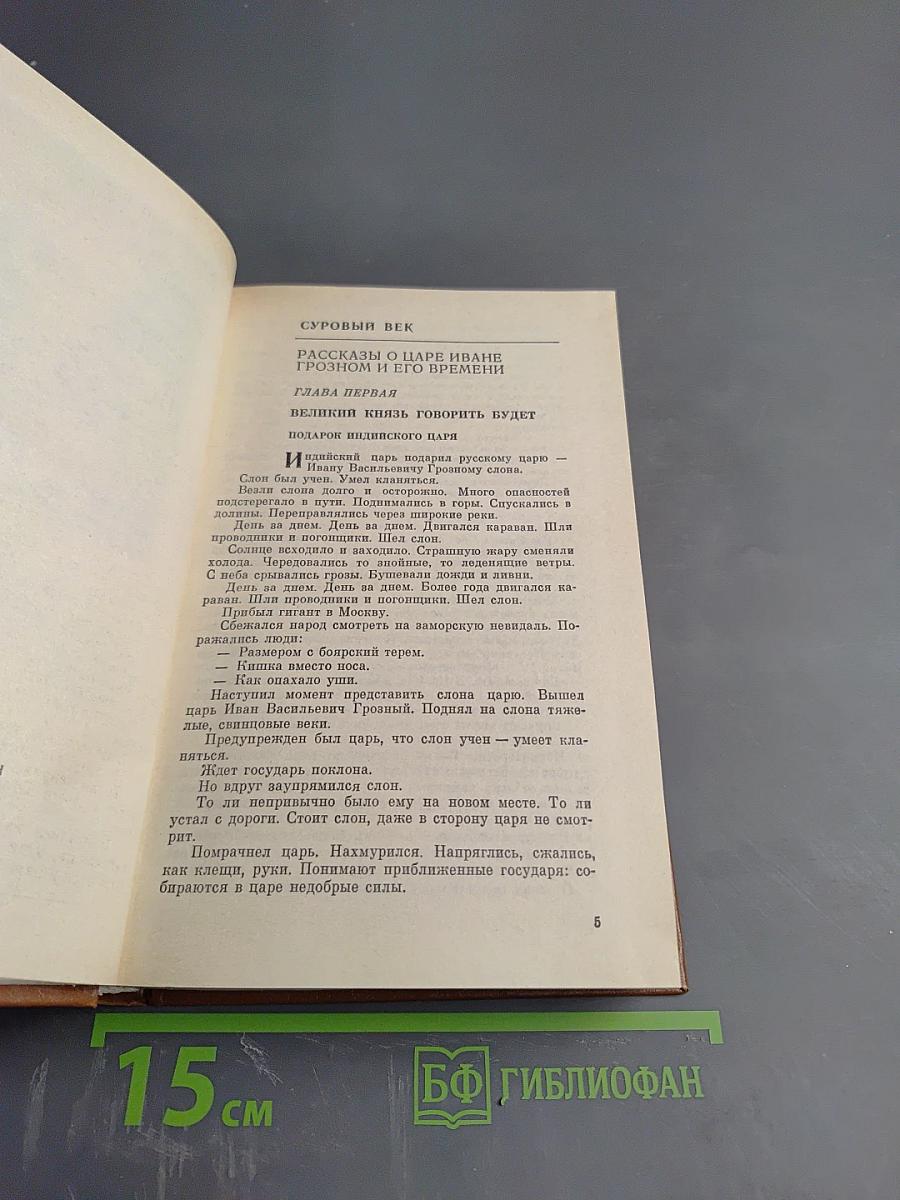 СУРОВЫЙ ВЕК
РАССКАЗЫ О ЦАРЕ ИВАНЕ
ГРОЗНОМ И ЕГО ВРЕМЕНИ
ГЛАВА ПЕРВАЯ
ВЕЛИКИЙ КНЯЗЬ ГОВОРИТЬ БУДЕТ
ПОДАРОК ИНДИЙСКОГО ЦАРЯ
Индийский царь подарил русскому царю —
Ивану Васильевичу Грозному слона.
Слон был учен. Умел кланяться.
Везли слона долго и осторожно. Много опасностей
подстерегало в пути. Поднимались в горы. Спускались в
долины. Переправлялись через широкие реки.
День за днем. День за днем. Двигался караван. Шли
проводники и погонщики. Шел слон.
Солнце всходило и заходило. Страшную жару сменяли
холода. Чередовались то знойные, то леденящие ветры.
С неба срывались грозы. Бушевали дожди и ливни.
День за днем. День за днем. Более года двигался ка-
раван. Шли проводники и погонщики. Шел слон.
Прибыл гигант в Москву.
Сбежался народ смотреть на заморскую невидаль. По-
ражались люди:
— Размером с боярский терем.
— Кишка вместо носа.
— Как опахало уши.
Наступил момент представить слона царю. Вышел
царь Иван Васильевич Грозный. Поднял на слона тяже-
лые, свинцовые веки.
Предупрежден был царь, что слон учен — умеет кла-
няться.
Ждет государь поклона.
Но вдруг заупрямился слон.
То ли непривычно было ему на новом месте. То ли
устал с дороги. Стоит слон, даже в сторону царя не смот-
рит.
Помрачнел царь. Нахмурился. Напряглись, сжались,
как клещи, руки. Понимают приближенные государя: со-
бираются в царе недобрые силы.
5
15 см
БФ ГИБЛИОФАН